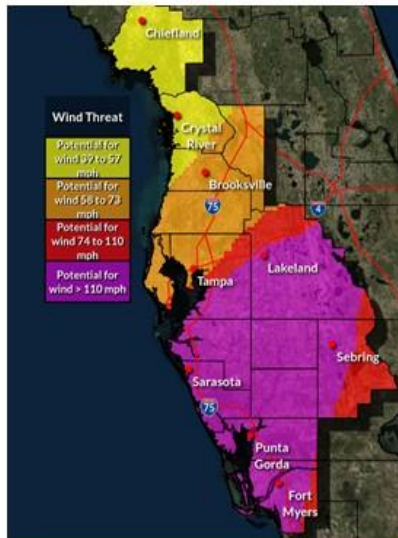 Chiefland
Wind Threat
Crystal
River
Potential for
wind 39 to 57
mph
Potential for
wind 58 to 73
mph
Potential for
wind 74 to 110
mph
Potential for
wind > 110 mph
Brooksville
75
4
Tampa
Lakeland
Sebring
Sarasota
75
Punta
Gorda
Fort
Myers